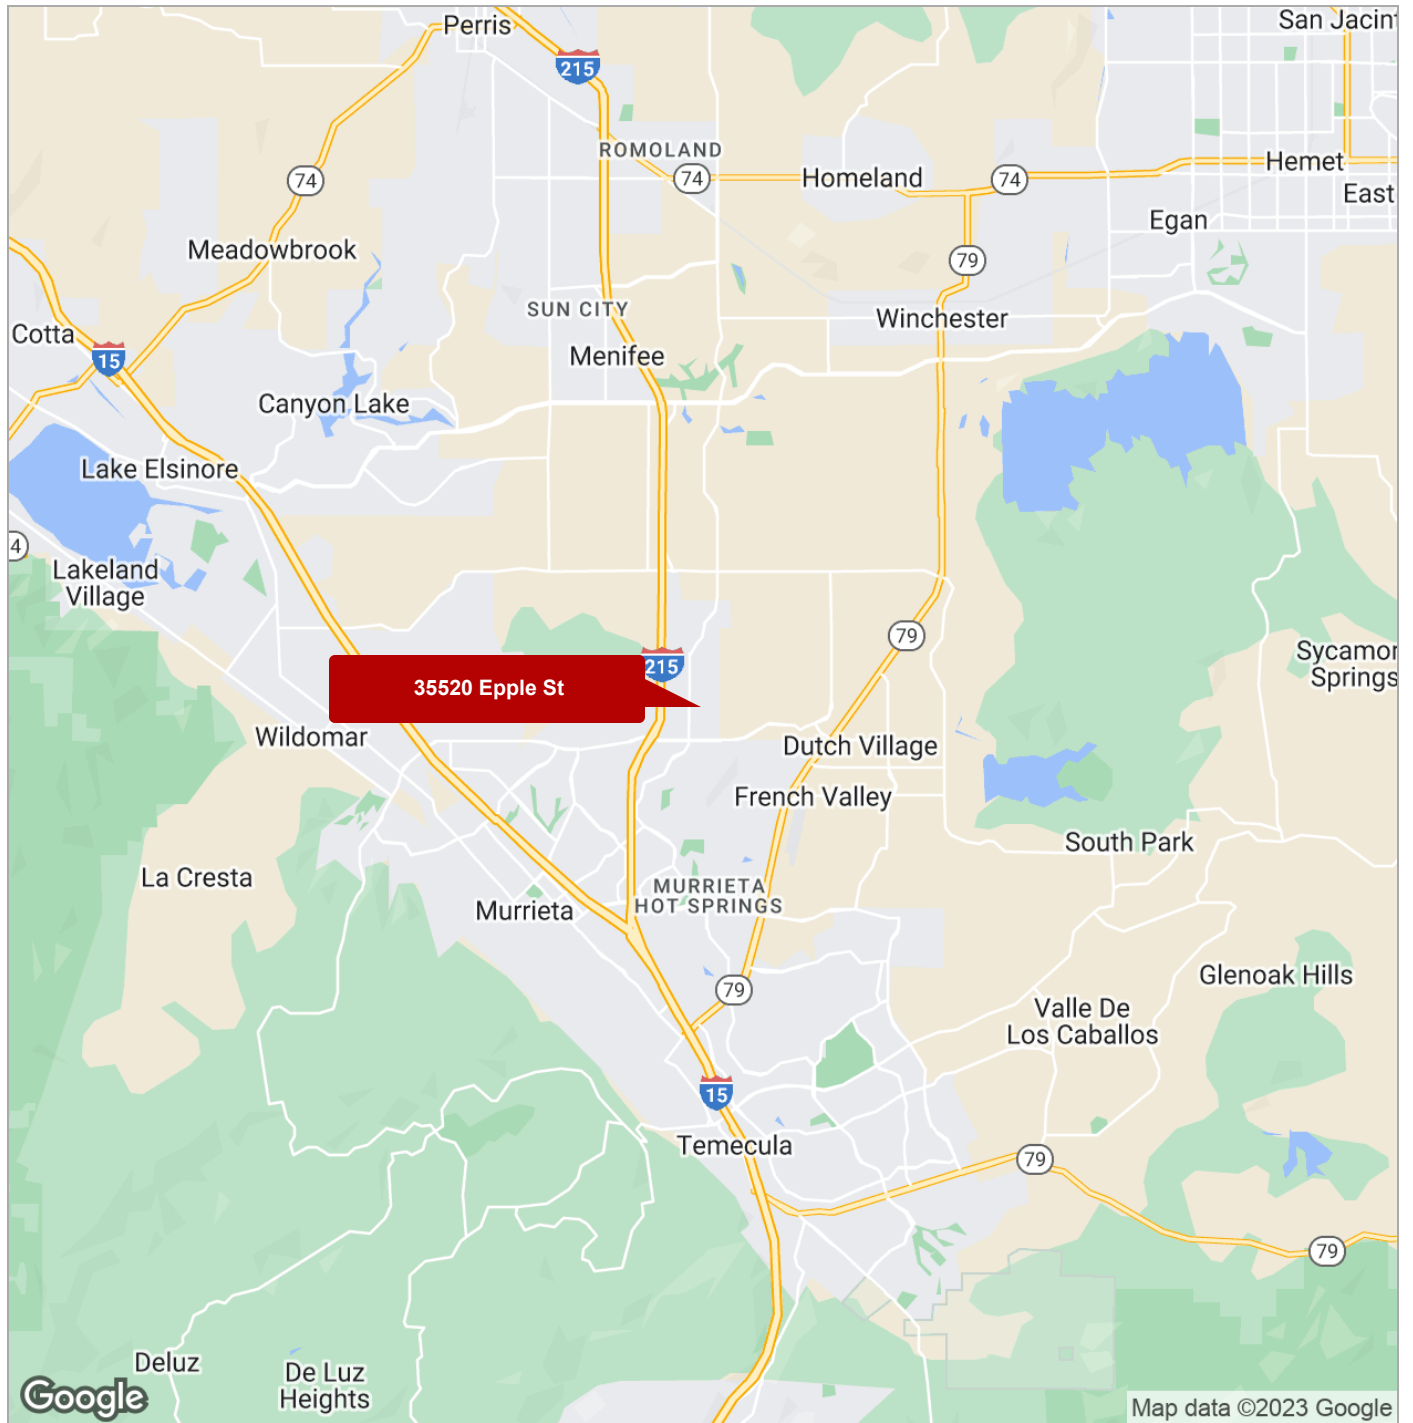 Perris
San Jacint
215
ROMOLAND
74
Homeland
74
Hemet
74
East
Egan
Meadowbrook
79
SUN CITY
Winchester
Cotta
15
Menifee
Canyon Lake
Lake Elsinore
4
Lakeland
Village
79
215
Sycamor
Springs
35520 Epple St
Wildomar
Dutch Village
French Valley
South Park
La Cresta
MURRIETA
HOT SPRINGS
Murrieta
Glenoak Hills
79
Valle De
Los Caballos
15
Temecula
79
79
Deluz
De Luz
Heights
Google
Map data ©2023 Google